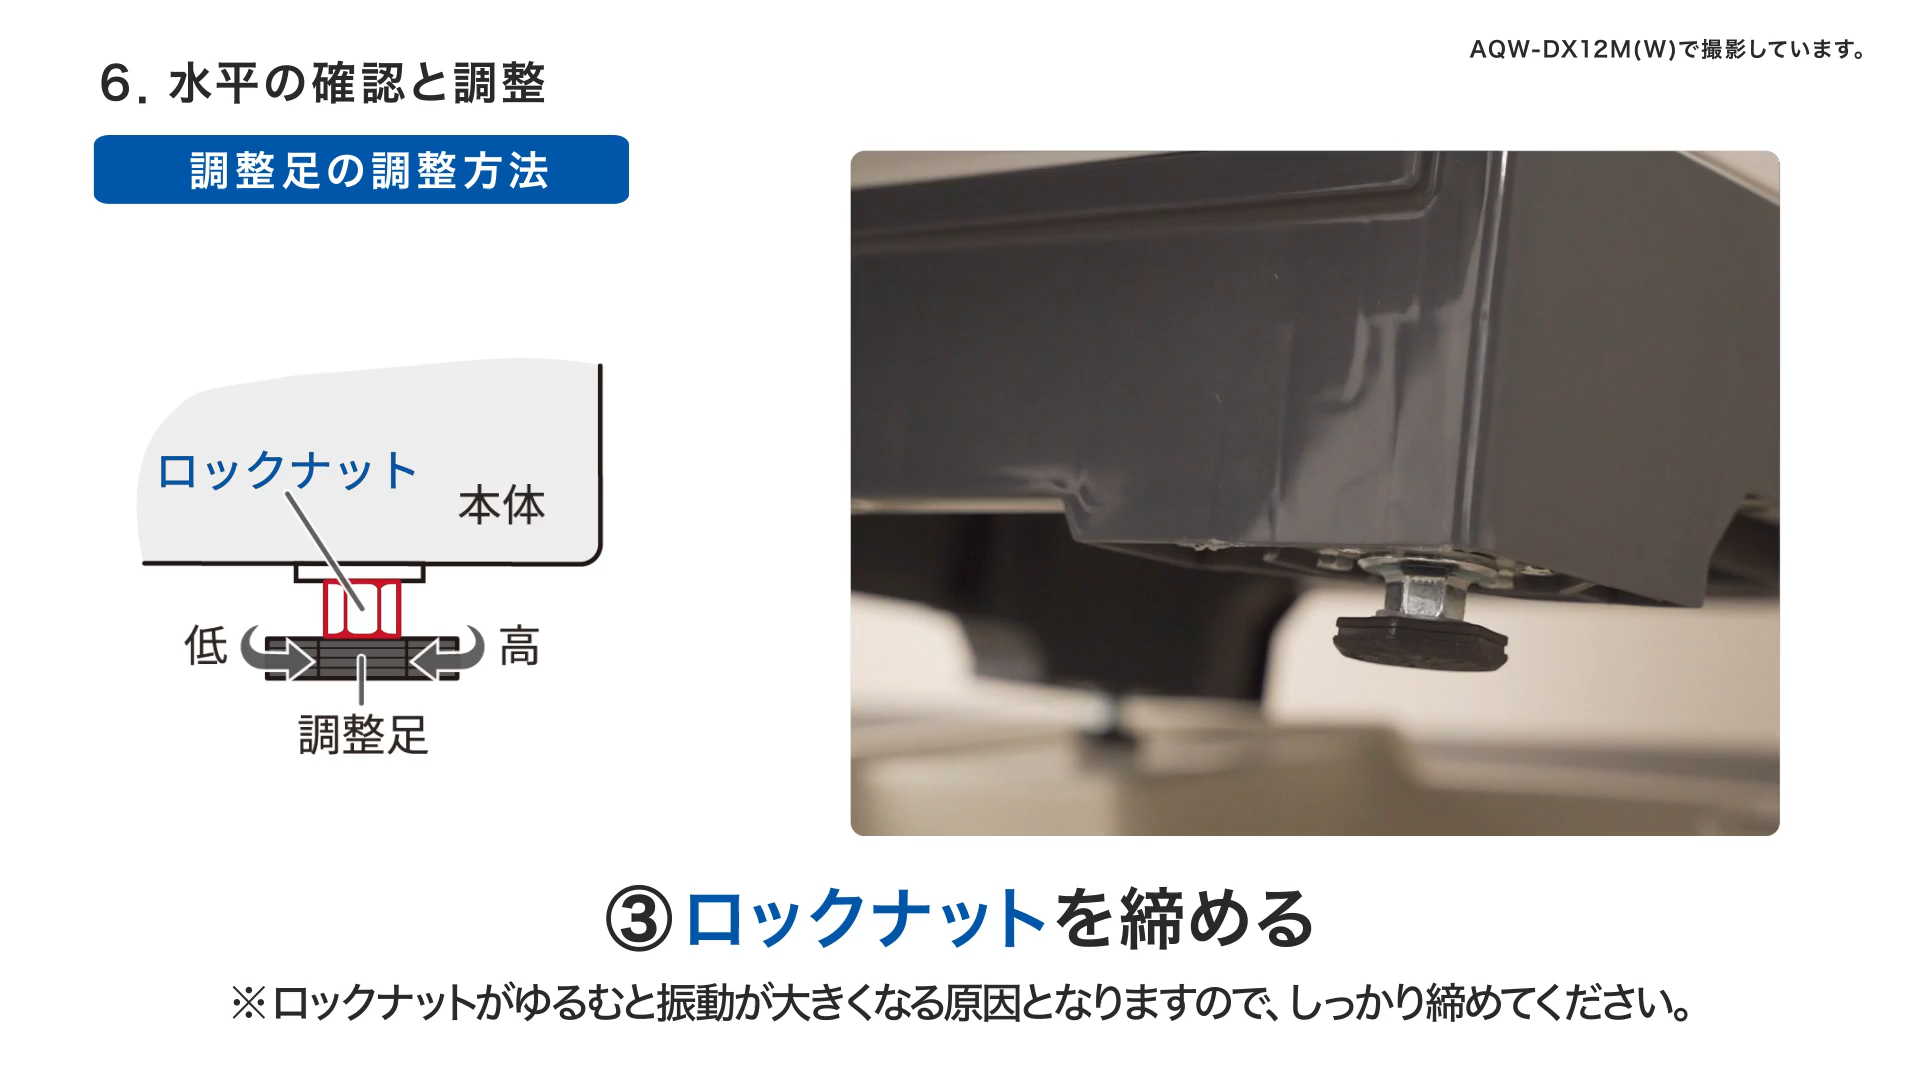 AQW-DX12M(W)で撮影しています。
6. 水平の確認と調整
調整足の調整方法
ロックナット
本体
低
高
調整足
③ロックナットを締める
※ロックナットがゆるむと振動が大きくなる原因となりますので、しっかり締めてください。